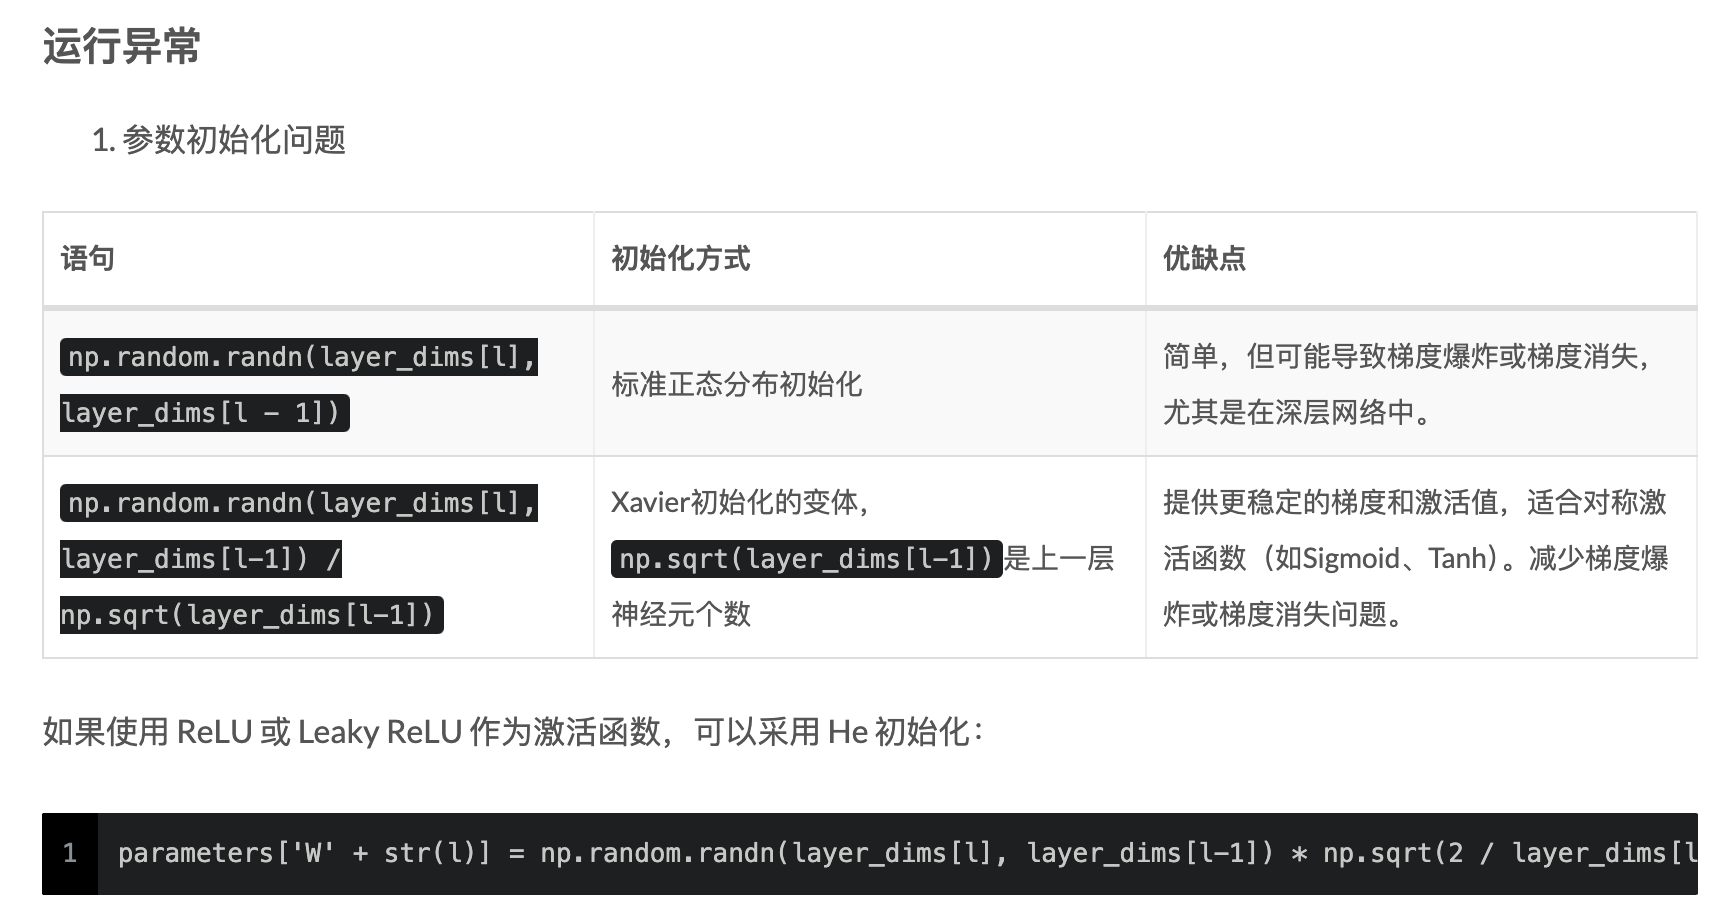 运行异常
1. 参数初始化问题
语句
初始化方式
优缺点
np.random.randn(layer_dims[l],
layer_dims[l - 1])
标准正态分布初始化
简单，但可能导致梯度爆炸或梯度消失，
尤其是在深层网络中。
np.random.randn(layer_dims[l],
layer_dims[l-1]) /
np.sqrt(layer_dims[l-1])
Xavier初始化的变体，
np.sqrt(layer_dims[l-1])是上一层
神经元个数
提供更稳定的梯度和激活值，适合对称激
活函数（如Sigmoid、Tanh）。减少梯度爆
炸或梯度消失问题。
如果使用 ReLU 或 Leaky ReLU 作为激活函数，可以采用 He 初始化：
1
parameters['W' + str(l)] = np.random.randn(layer_dims[l], layer_dims[l-1]) * np.sqrt(2 / layer_dims[l